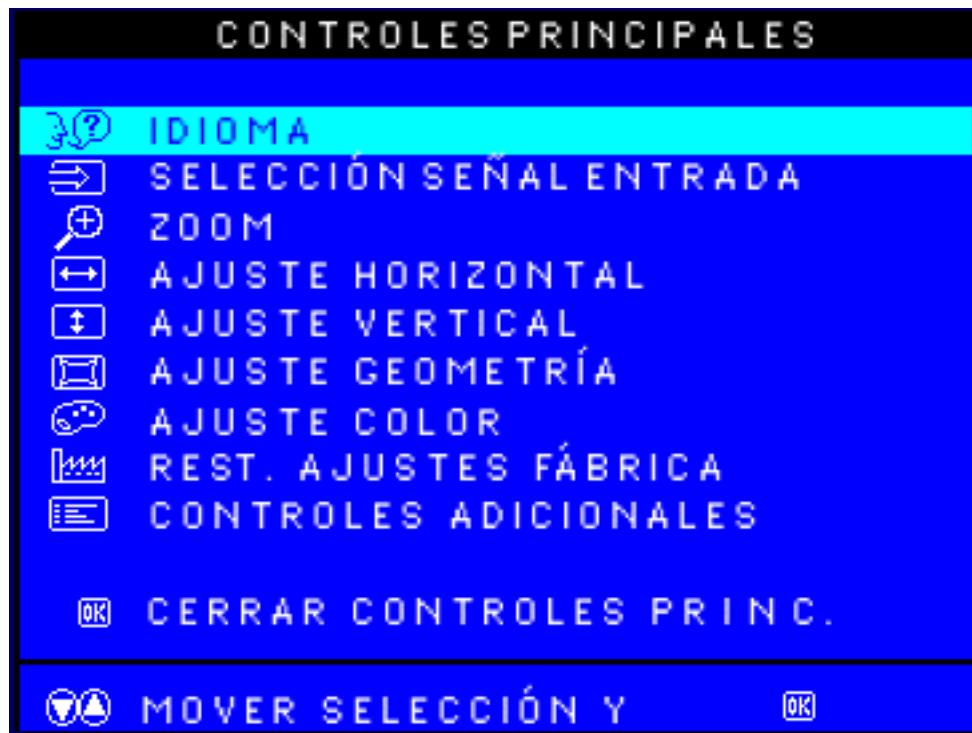 CONTROLES PRINCIPALES
IDIOMA
SELECCIÓN SEÑAL ENTRADA
ZOOM
AJUSTE HORIZONTAL
AJUSTE VERTICAL
AJUSTE GEOMETRÍA
AJUSTE COLOR
REST. AJUSTES FÁBRICA
CONTROLES ADICIONALES
OK CERRAR CONTROLES PRINC.
MOVER SELECCIÓN Y OK